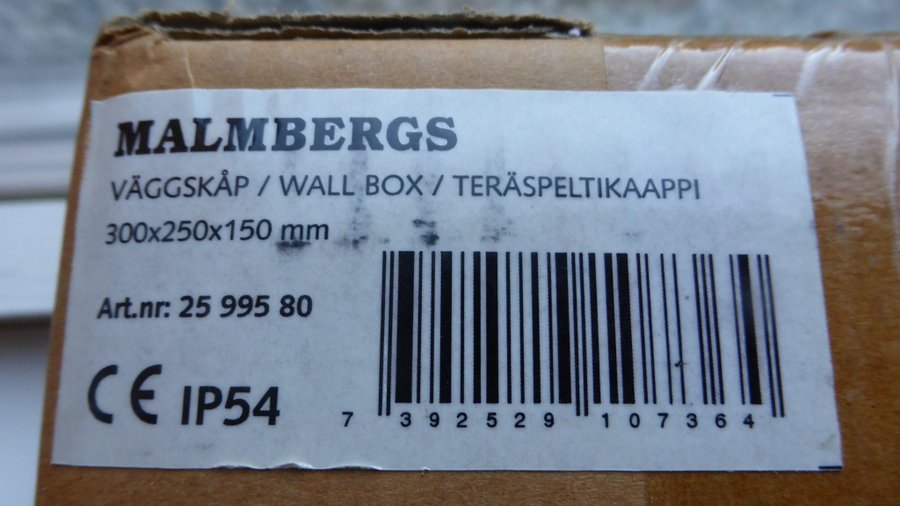 MALMBERGS
VÄGGSKÅP / WALL BOX / TERÄSPELTIKAAPPI
300x250x150 mm
Art.nr: 25 995 80
CE IP54
7 392529 107364